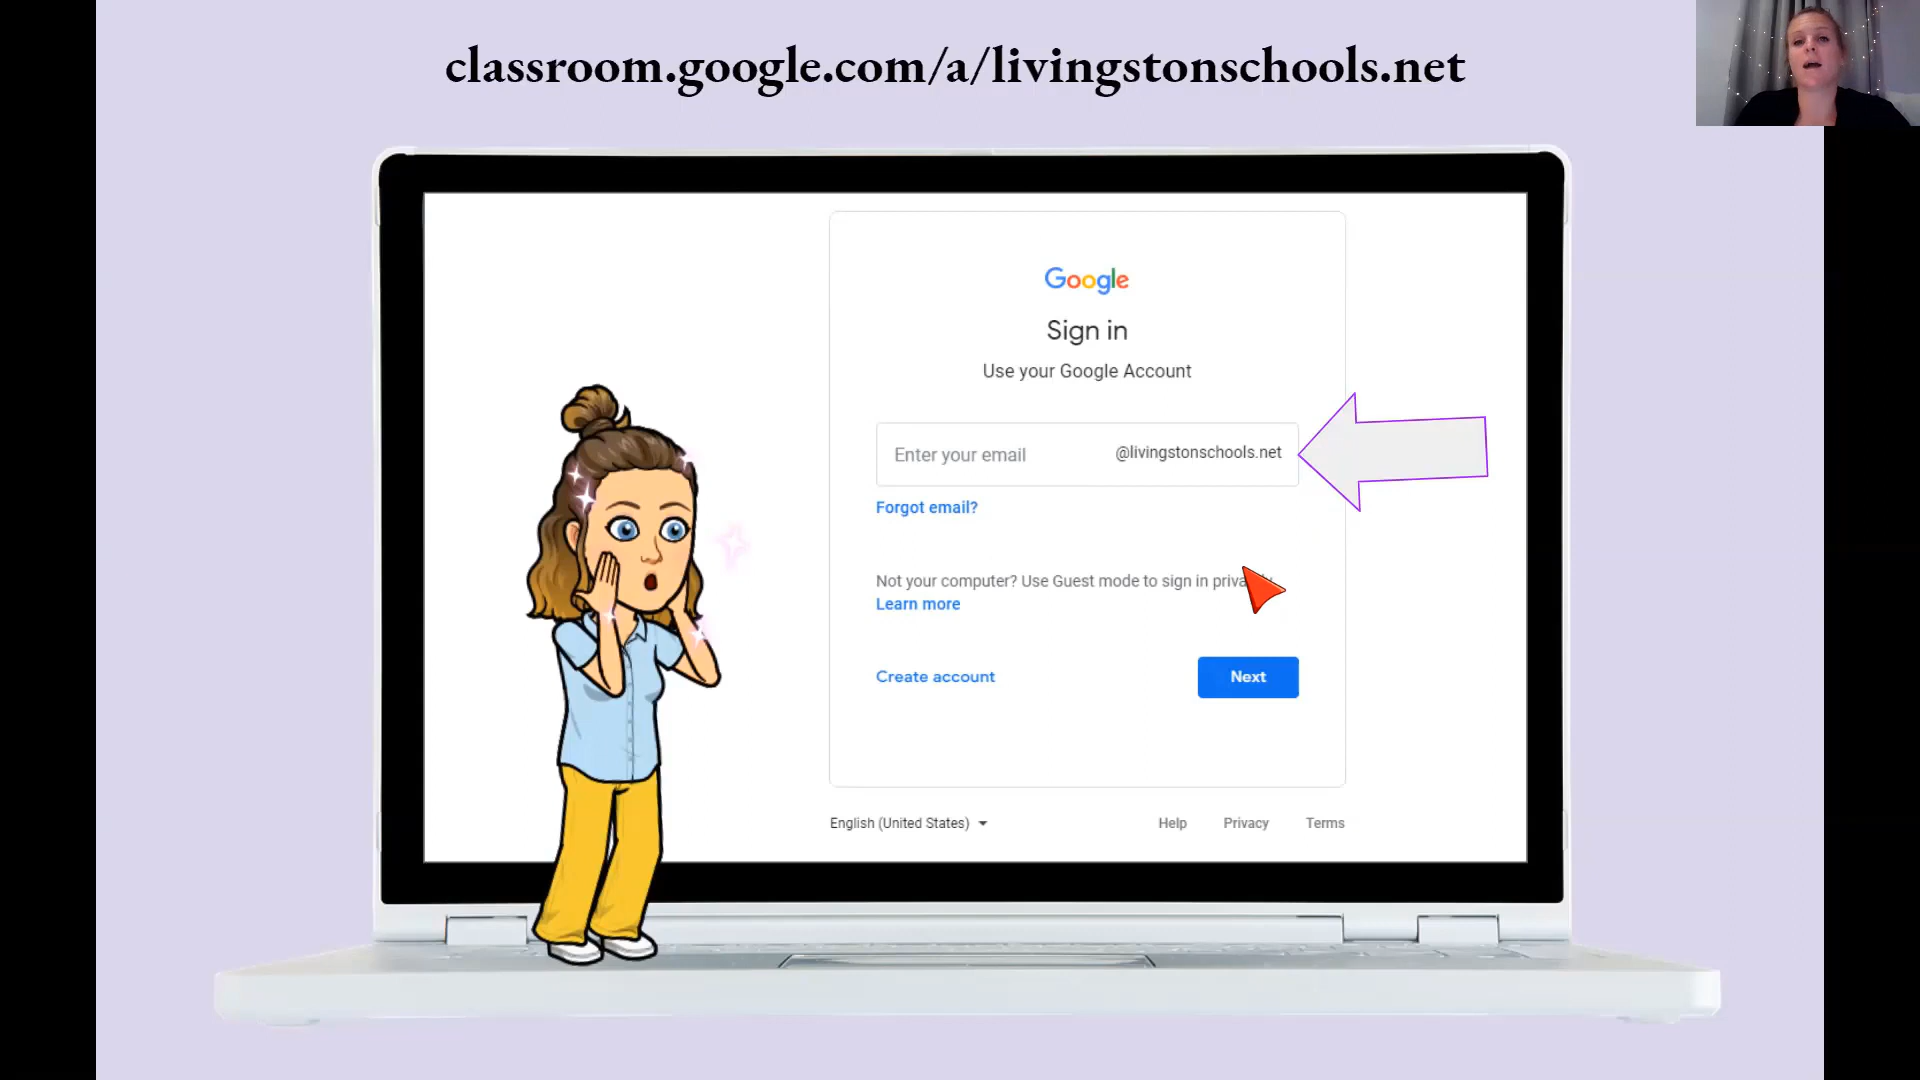 classroom.google.com/a/livingstonschools.net
Google
Sign in
Use your Google Account
Enter your email @livingstonschools.net
Forgot email?
Not your computer? Use Guest mode to sign in
Learn more
Create account Next
English (United States) Help Privacy Terms